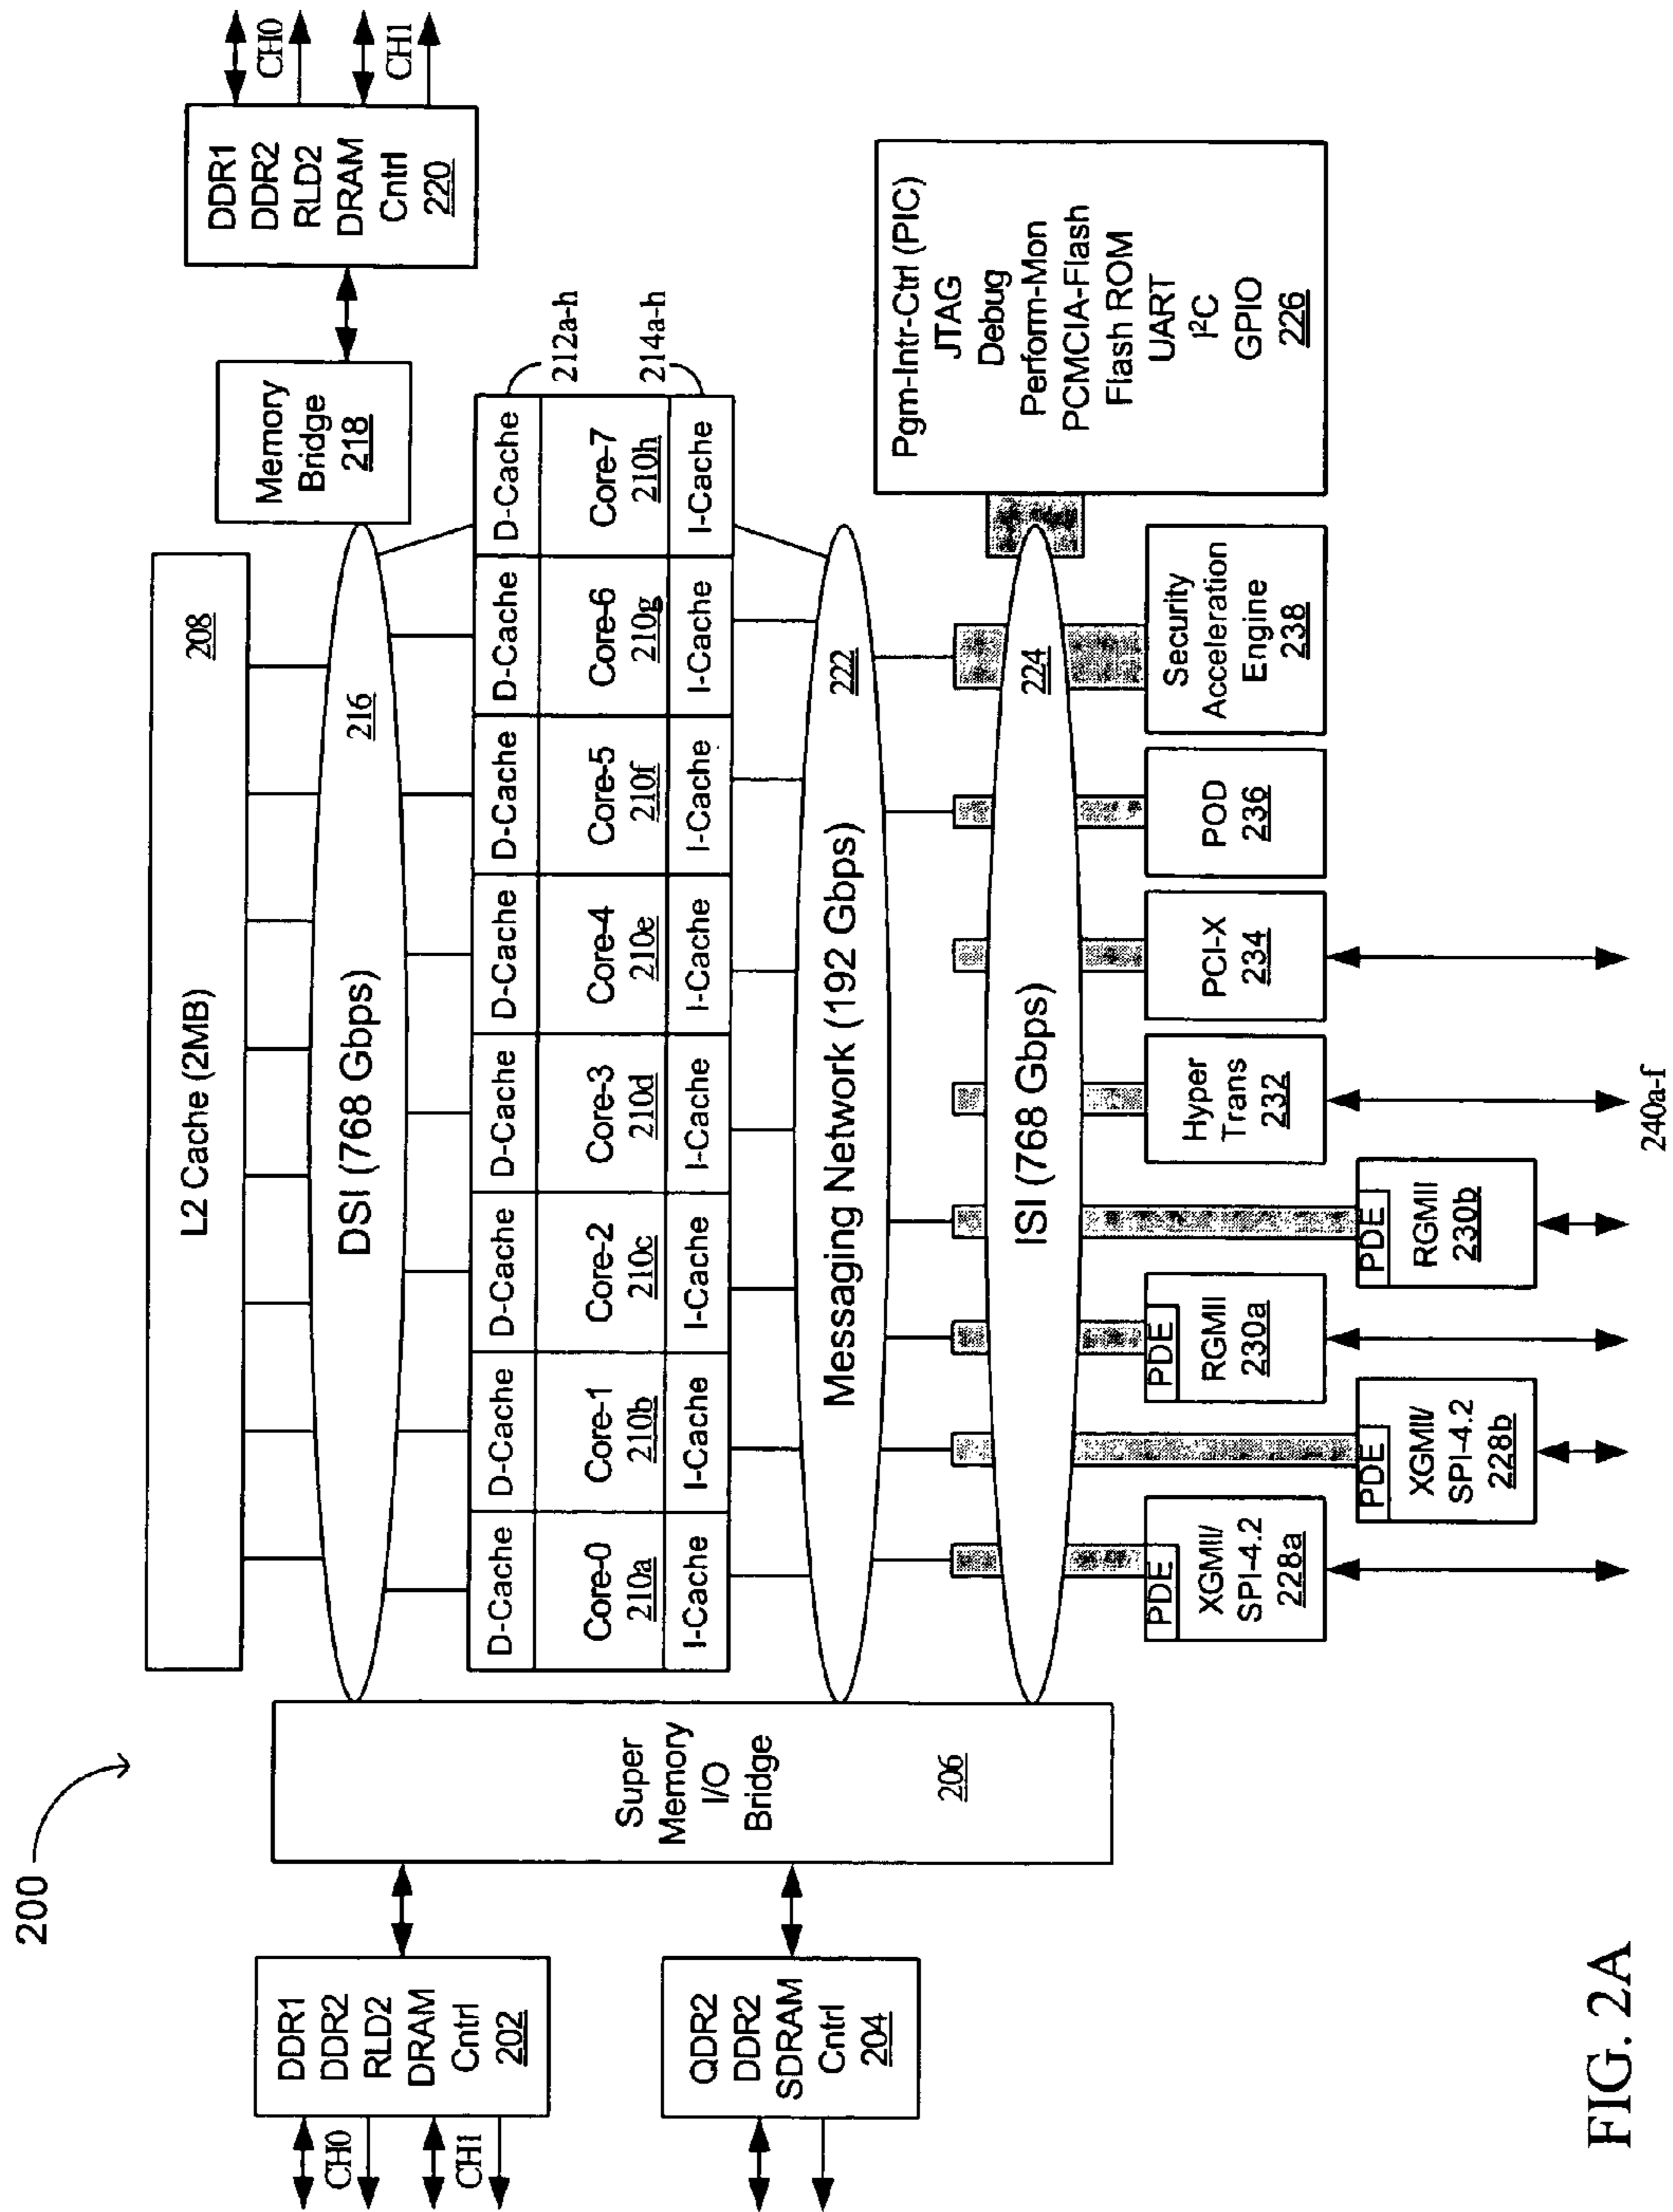 200
DDR1
DDR2
RLD2
DRAM
Cntrl
202
CH0
CH1
QDR2
DDR2
SDRAM
Cntrl
204
Super
Memory
I/O
Bridge
206
L2 Cache (2MB)
208
DSI (768 Gbps)
216
Memory
Bridge
218
DDR1
DDR2
RLD2
DRAM
Cntrl
220
CH0
CH1
D-Cache
D-Cache
D-Cache
D-Cache
D-Cache
D-Cache
D-Cache
D-Cache
212a-h
Core-0
210a
Core-1
210b
Core-2
210c
Core-3
210d
Core-4
210e
Core-5
210f
Core-6
210g
Core-7
210h
I-Cache
I-Cache
I-Cache
I-Cache
I-Cache
I-Cache
I-Cache
I-Cache
214a-h
Messaging Network (192 Gbps)
222
ISI (768 Gbps)
224
Pgm-Intr-Ctrl (PIC)
JTAG
Debug
Perform-Mon
PCMCIA-Flash
Flash ROM
UART
I²C
GPIO
226
PDE
XGMII/
SPI-4.2
228a
PDE
XGMII/
SPI-4.2
228b
PDE
RGMII
230a
PDE
RGMII
230b
Hyper
Trans
232
PCI-X
234
POD
236
Security
Acceleration
Engine
238
240a-f
FIG. 2A